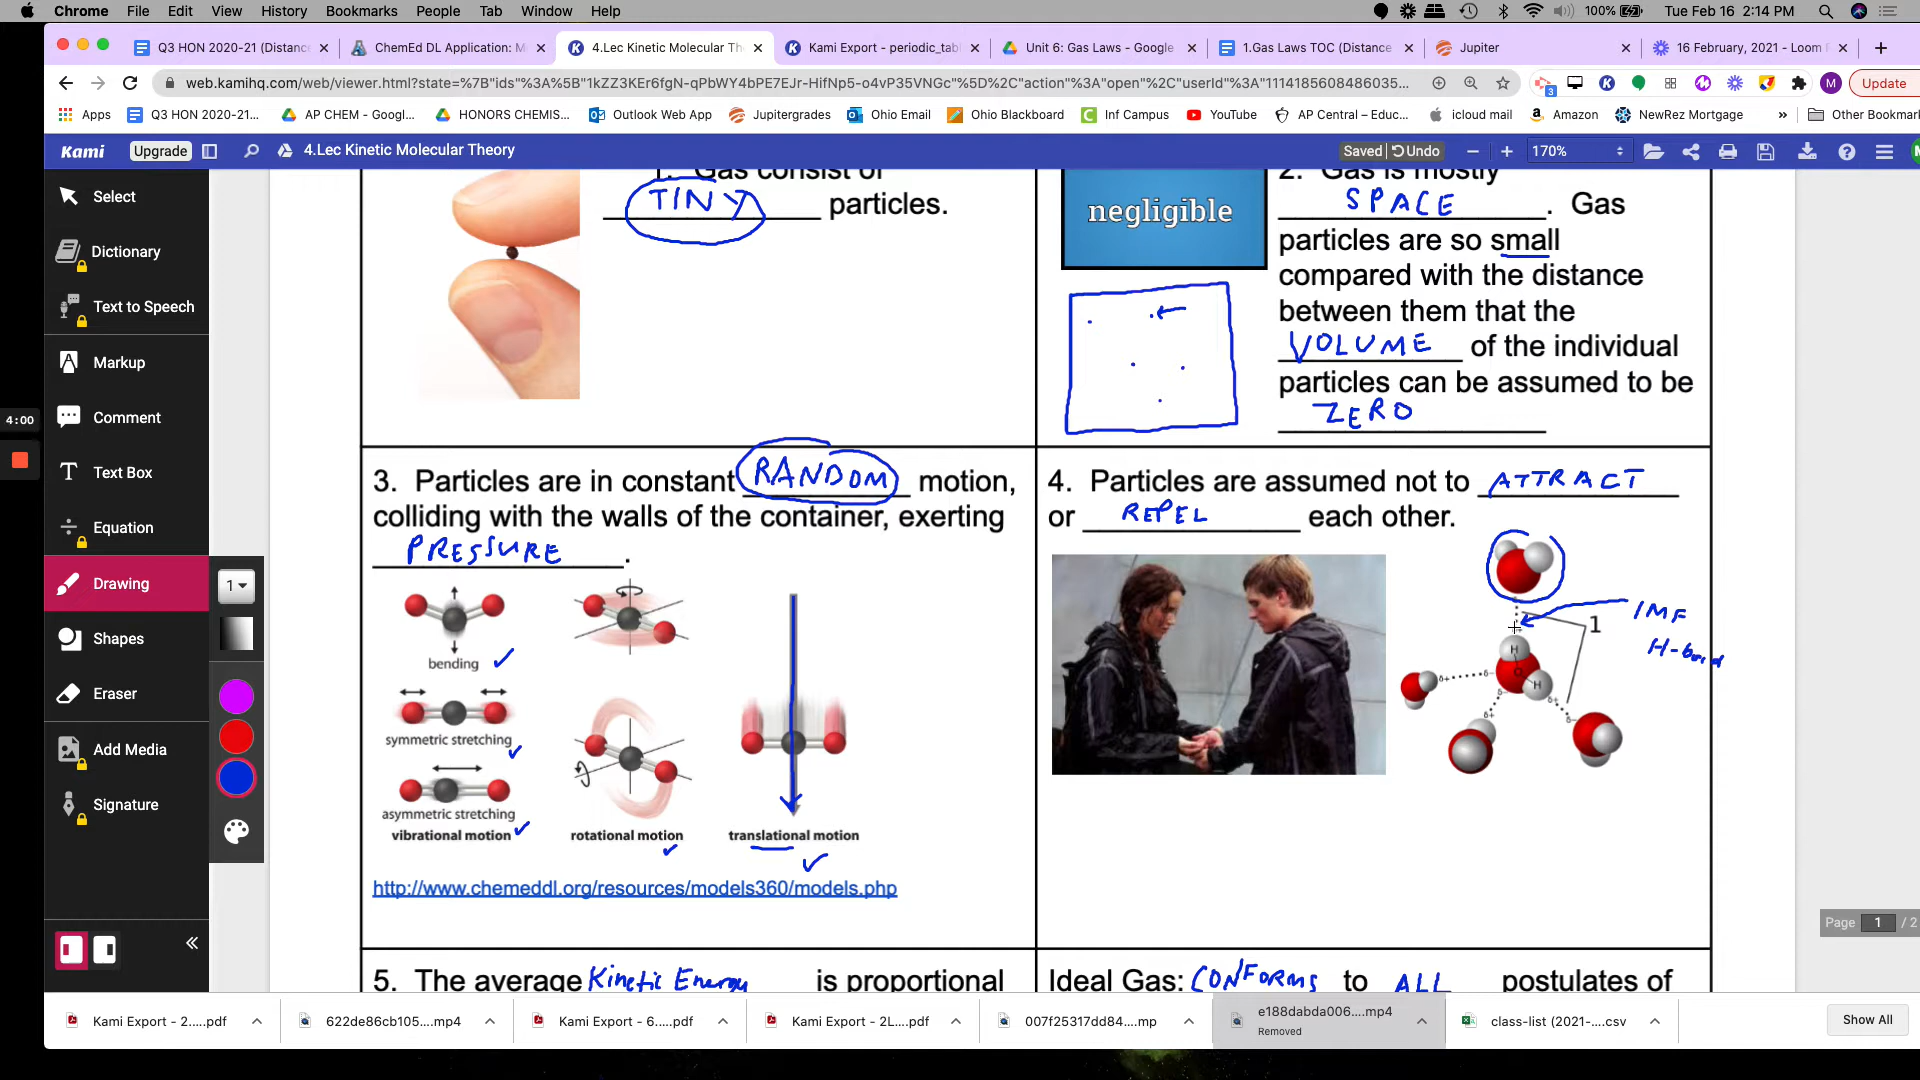 Chrome File Edit View History Bookmarks People Tab Window Help 100% Tue Feb 16 2:14 PM
Q3 HON 2020-21 (Distanc × ChemEd DL Application: M × 4.Lec Kinetic Molecular The × Kami Export - periodic_tab × Unit 6: Gas Laws - Google × 1.Gas Laws TOC (Distance × Jupiter × 16 February, 2021 - Loom × +
web.kamihq.com/web/viewer.html?state=%7B"ids"%3A%5B"1kZZ3KEr6fgN-qPbWY4bPE7EJr-HifNp5-o4vP35VNGc"%5D%2C"action"%3A"open"%2C"userId"%3A"1114185608486035... 3 M Update
Apps Q3 HON 2020-21... AP CHEM - Googl... HONORS CHEMIS... Outlook Web App Jupitergrades Ohio Email Ohio Blackboard Inf Campus YouTube AP Central – Educ... icloud mail Amazon NewRez Mortgage » Other Bookmar
Kami Upgrade 4.Lec Kinetic Molecular Theory Saved Undo − + 170%
Select
Dictionary
Text to Speech
Markup
Comment
Text Box
Equation
Drawing
Shapes
Eraser
Add Media
Signature
4:00
1
1. Gas consist of
TINY particles.
negligible
2. Gas is mostly
SPACE. Gas
particles are so small
compared with the distance
between them that the
VOLUME of the individual
particles can be assumed to be
ZERO
3. Particles are in constant RANDOM motion,
colliding with the walls of the container, exerting
PRESSURE.
bending
symmetric stretching
asymmetric stretching
vibrational motion rotational motion translational motion
http://www.chemeddl.org/resources/models360/models.php
4. Particles are assumed not to ATTRACT
or REPEL each other.
IMF
H-bond
1
H
O
H
δ+ δ−
δ− δ+
δ+ δ−
5. The average Kinetic Energy is proportional
Ideal Gas: CONFORMS to ALL postulates of
Page 1 / 2
Kami Export - 2....pdf 622de86cb105....mp4 Kami Export - 6....pdf Kami Export - 2L....pdf 007f25317dd84....mp e188dabda006....mp4 class-list (2021-....csv Show All
Removed